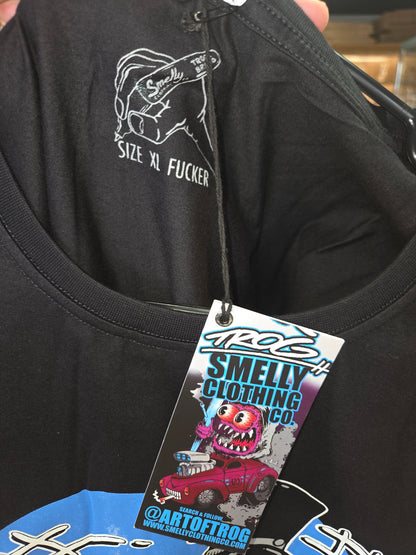 Smelly
SIZE XL FUCKER
TROG
SMELLY
CLOTHING
CO.
SEARCH & FOLLOW
@ARTOFTROG
WWW.SMELLYCLOTHINGCO.COM